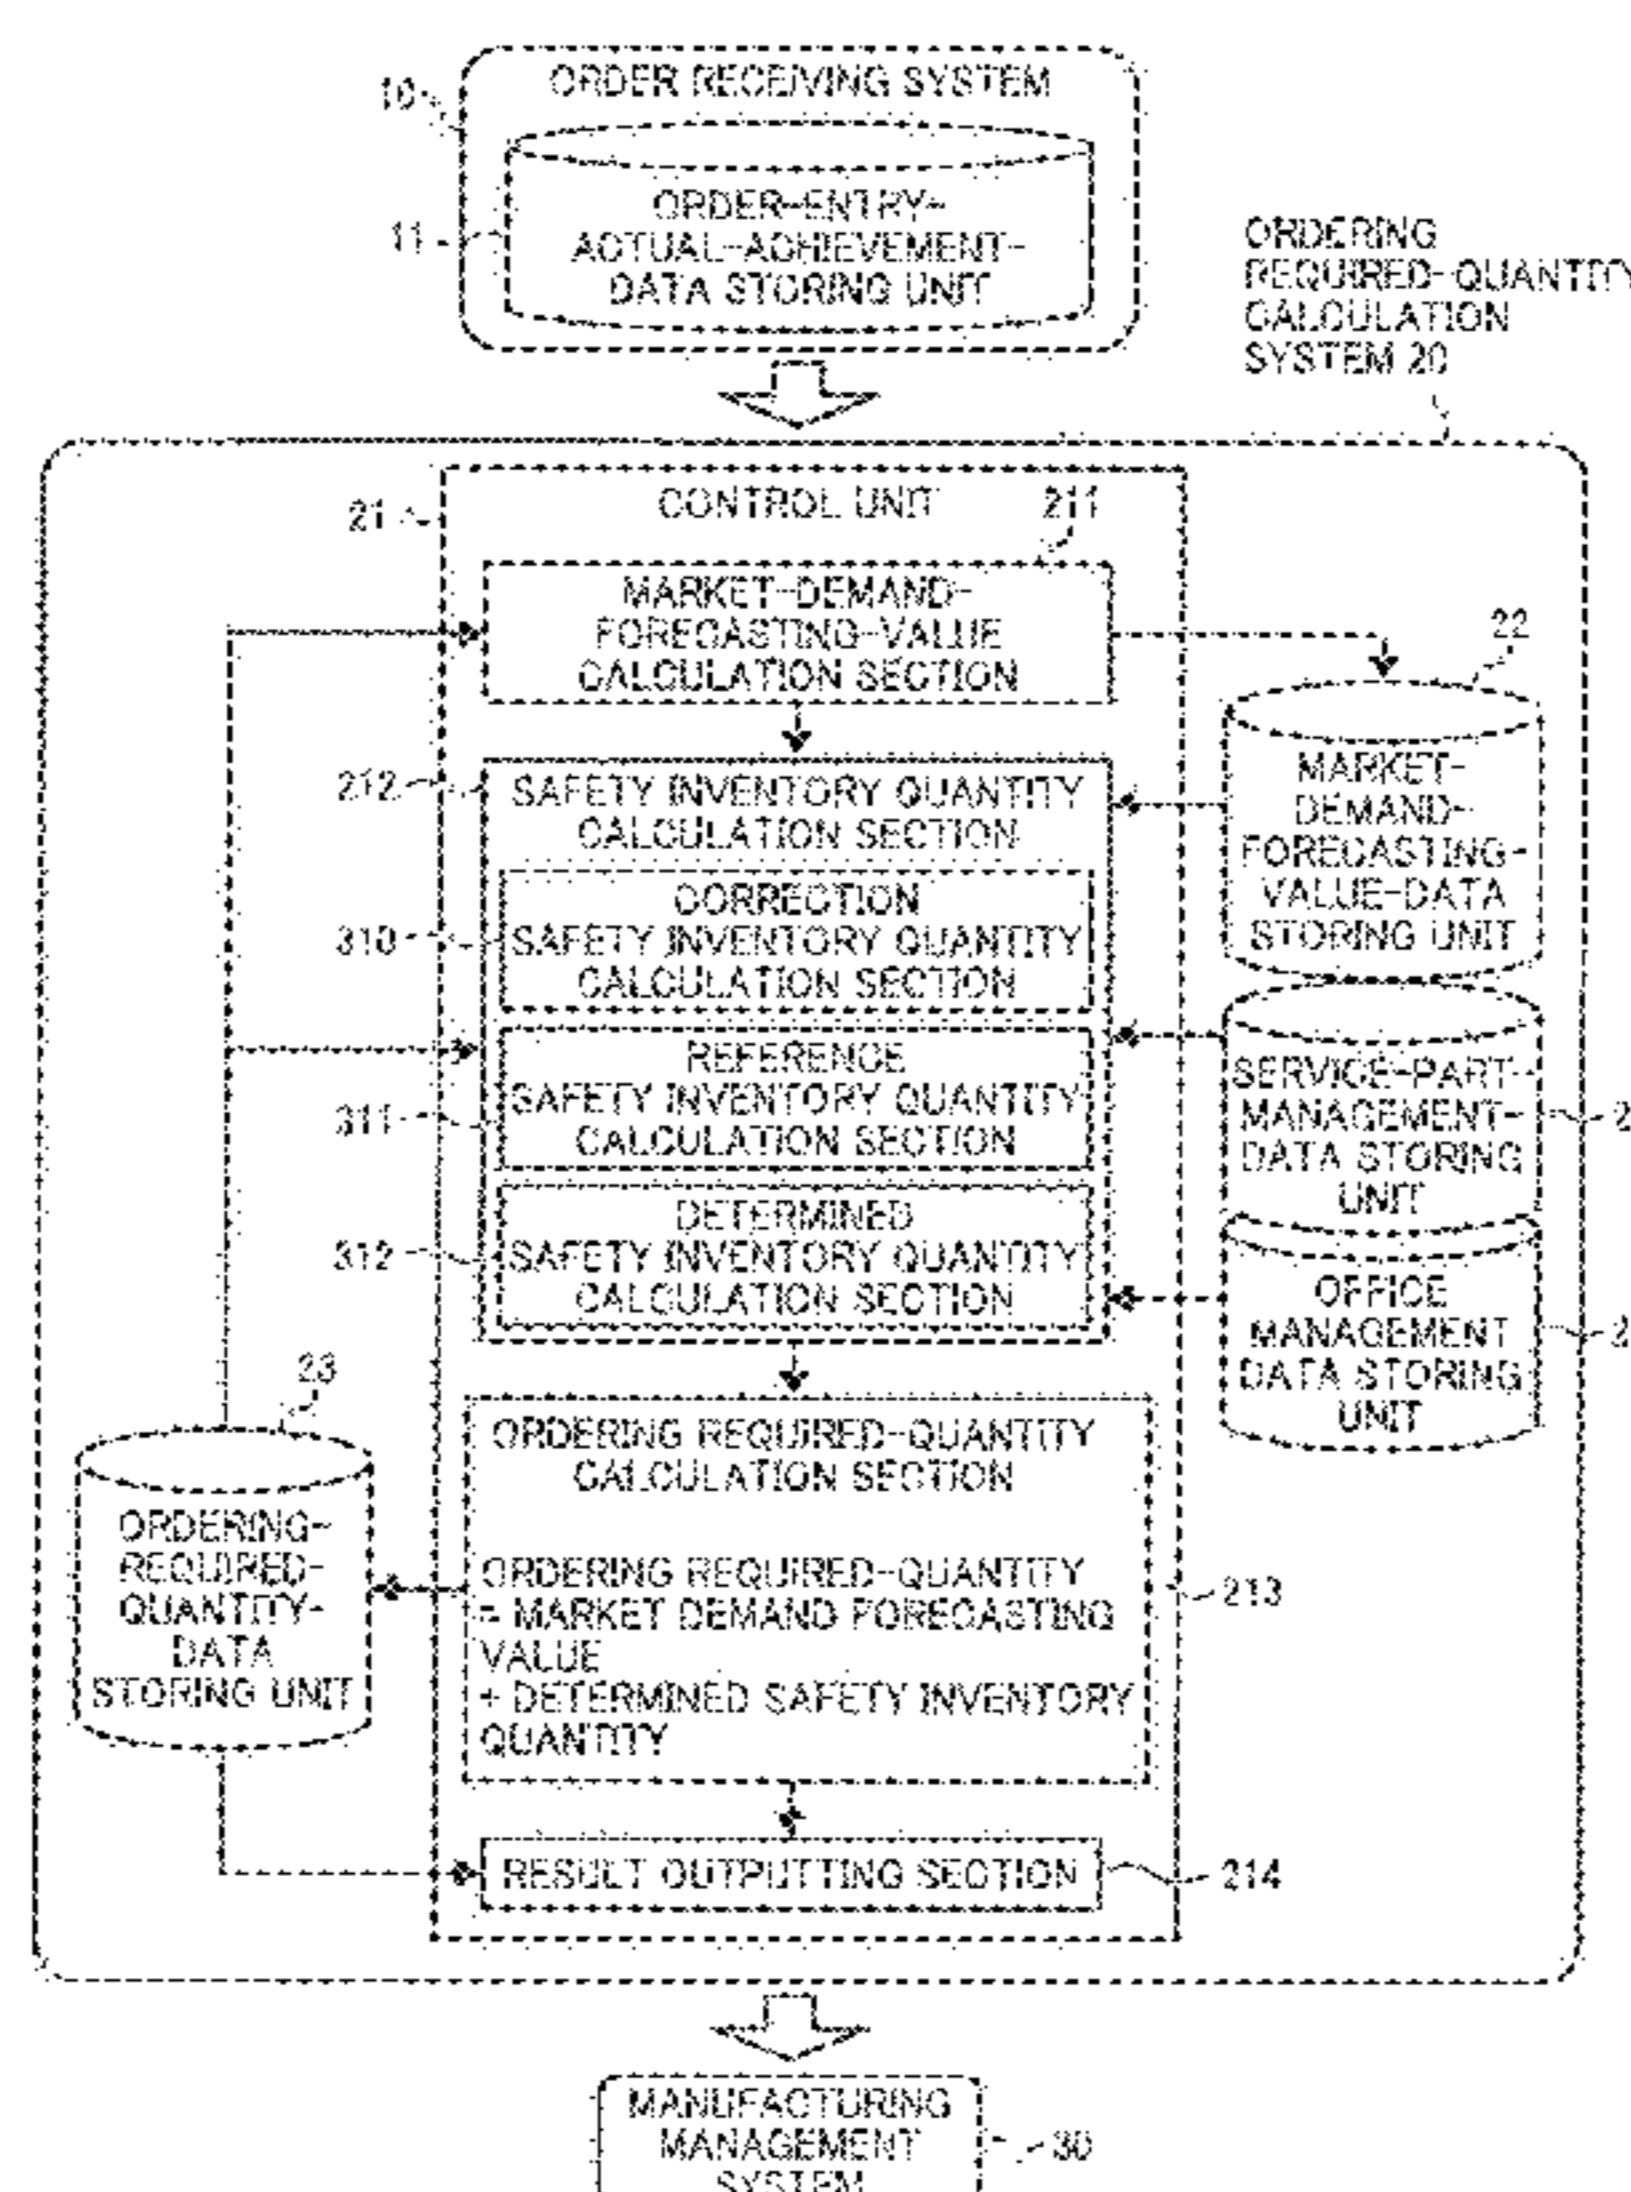 ORDER RECEIVING SYSTEM
10
ORDER-ENTRY-
ACTUAL-ACHIEVEMENT-
DATA STORING UNIT
11
ORDERING
REQUIRED-QUANTITY
CALCULATION
SYSTEM 20
21
CONTROL UNIT
211
MARKET-DEMAND-
FORECASTING-VALUE
CALCULATION SECTION
22
MARKET-
DEMAND-
FORECASTING-
VALUE-DATA
STORING UNIT
212
SAFETY INVENTORY QUANTITY
CALCULATION SECTION
310
CORRECTION
SAFETY INVENTORY QUANTITY
CALCULATION SECTION
311
REFERENCE
SAFETY INVENTORY QUANTITY
CALCULATION SECTION
SERVICE-PART-
MANAGEMENT-
DATA STORING
UNIT
2
312
DETERMINED
SAFETY INVENTORY QUANTITY
CALCULATION SECTION
OFFICE
MANAGEMENT
DATA STORING
UNIT
2
23
ORDERING-
REQUIRED-
QUANTITY-
DATA
STORING UNIT
ORDERING REQUIRED-QUANTITY
CALCULATION SECTION
ORDERING REQUIRED-QUANTITY
= MARKET DEMAND FORECASTING
VALUE
+ DETERMINED SAFETY INVENTORY
QUANTITY
213
RESULT OUTPUTTING SECTION
214
MANUFACTURING
MANAGEMENT
SYSTEM
30